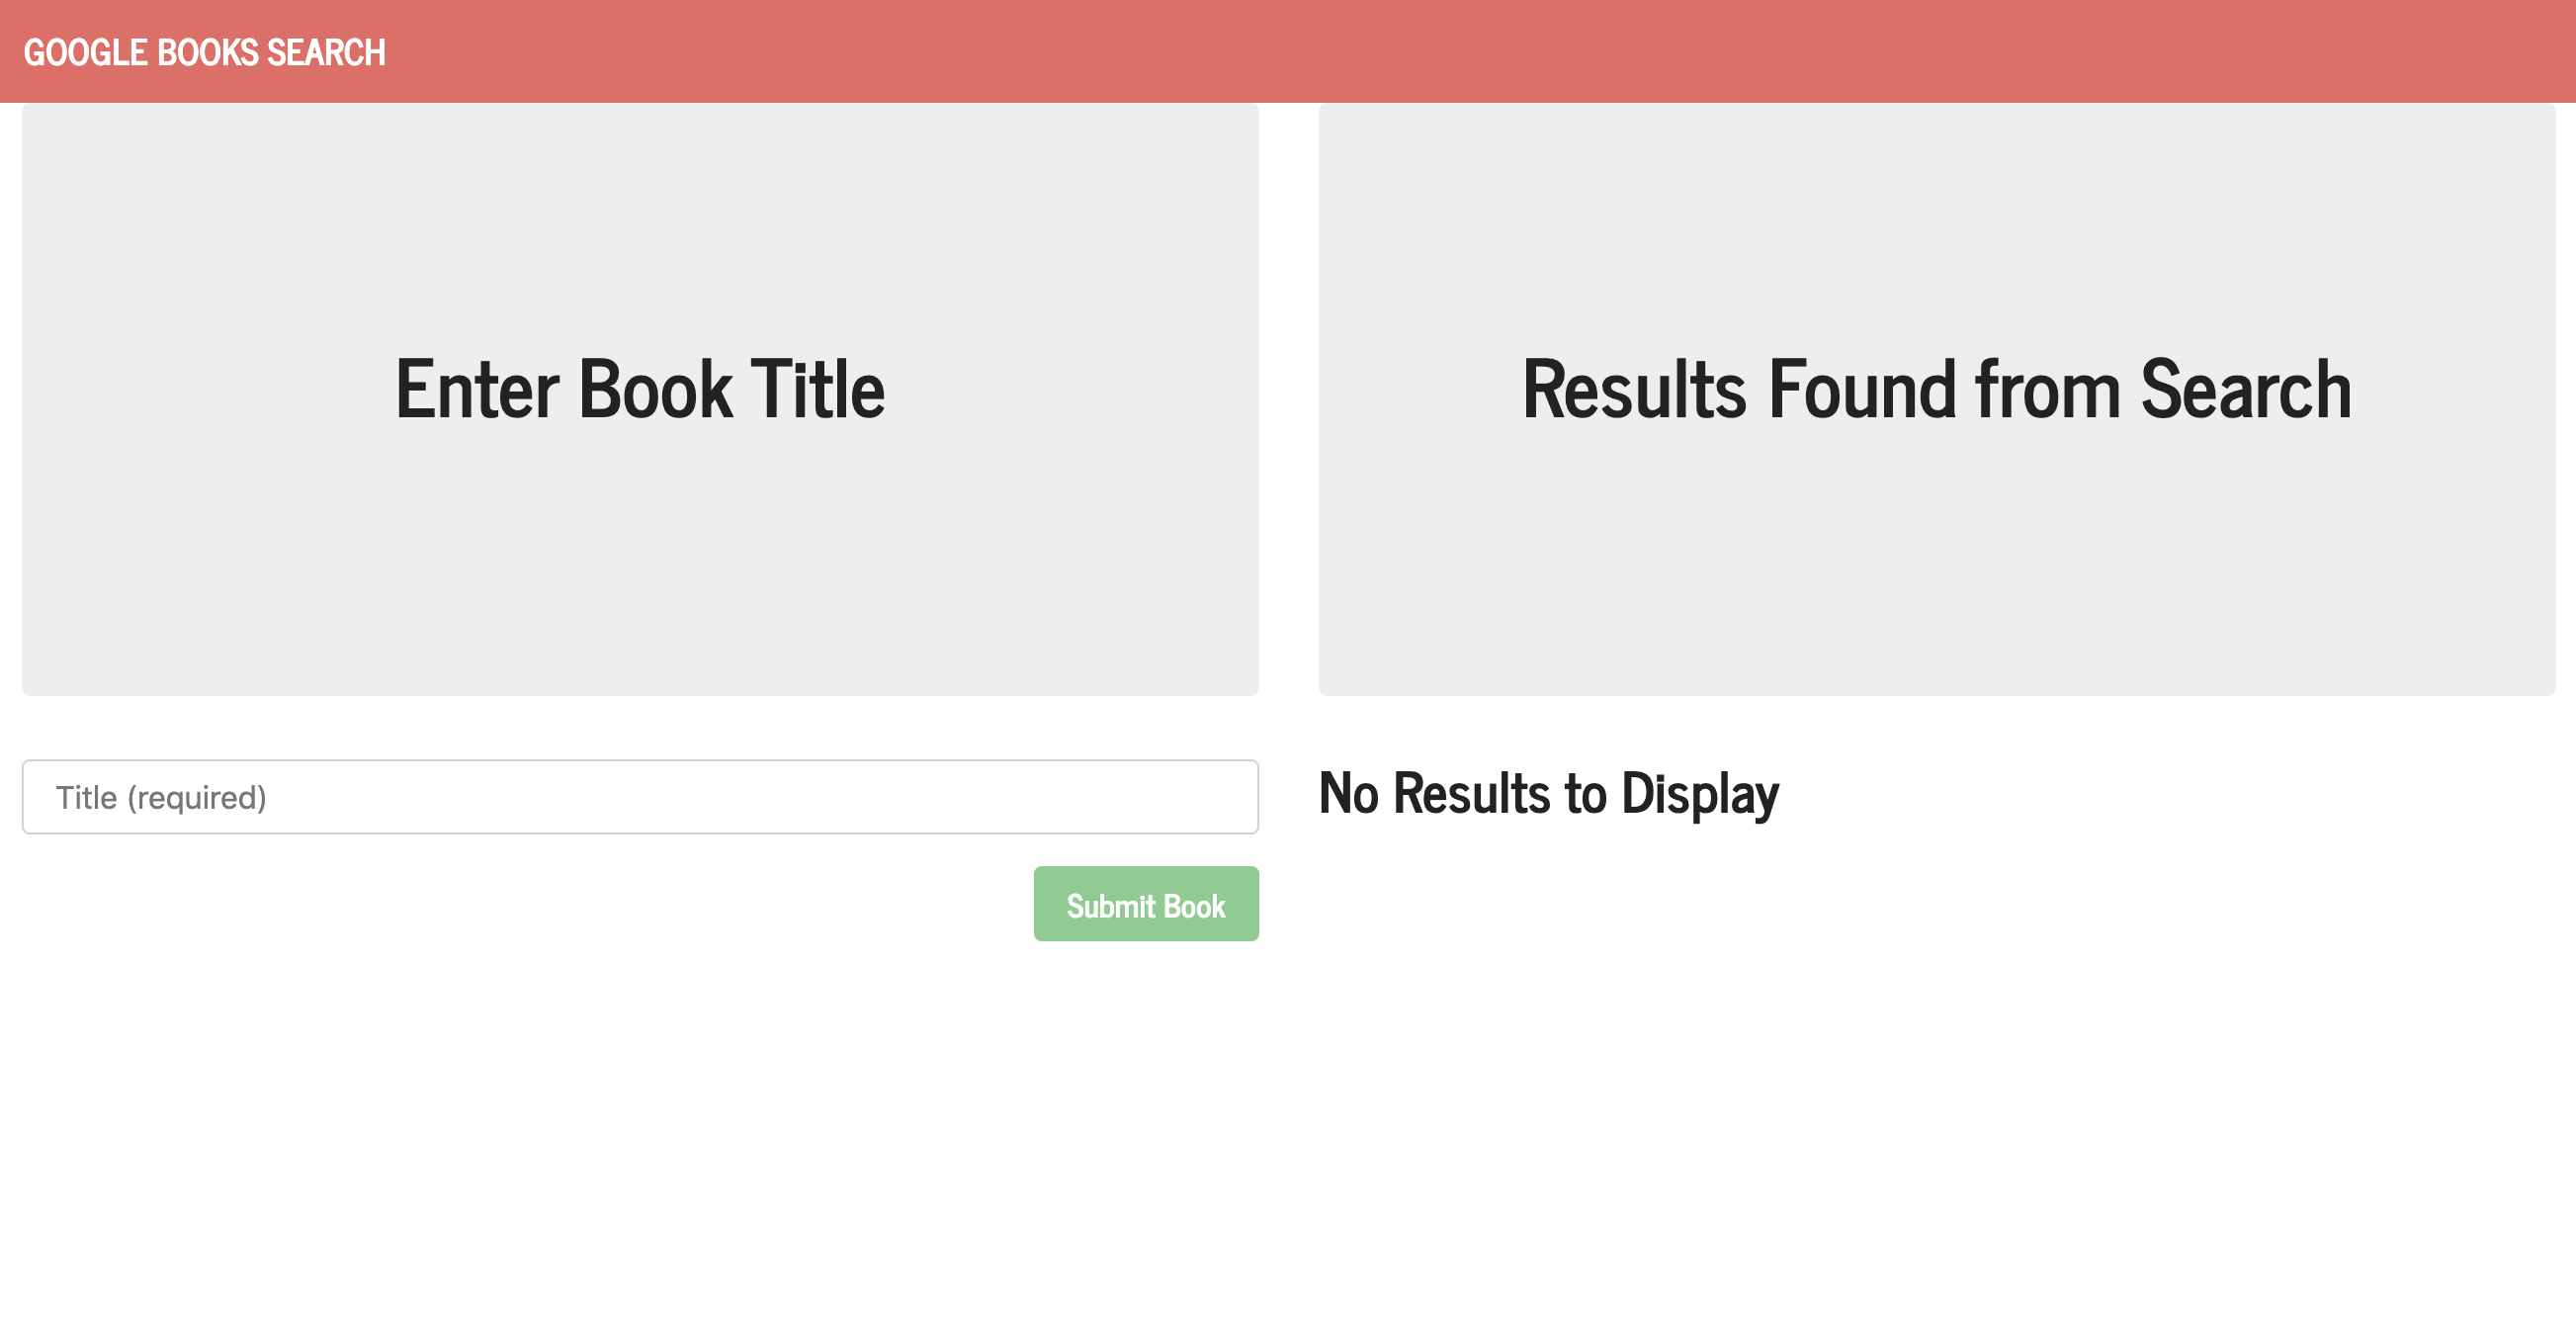 GOOGLE BOOKS SEARCH
Enter Book Title
Results Found from Search
Title (required)
No Results to Display
Submit Book